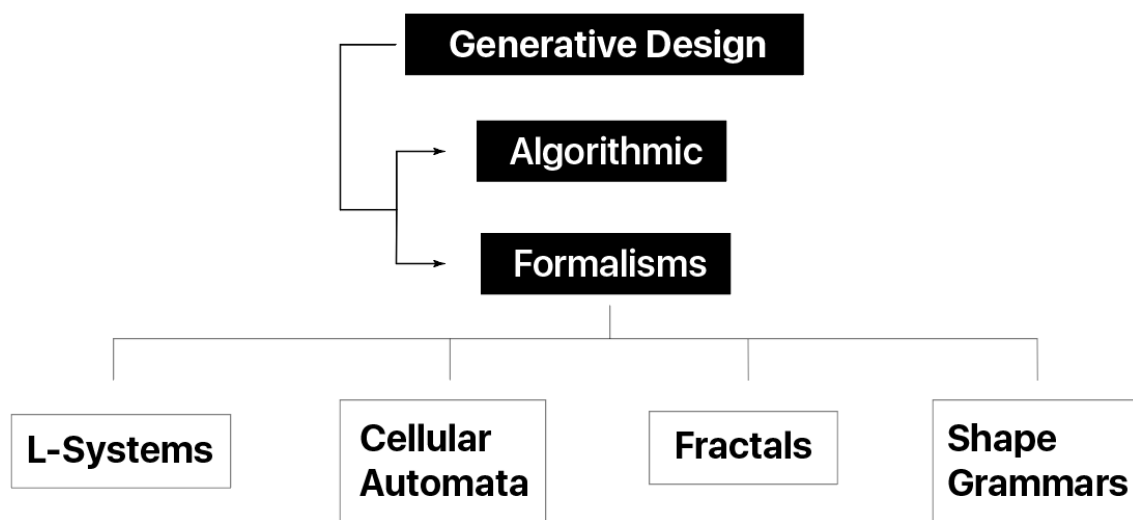 Generative Design
Algorithmic
Formalisms
L-Systems
Cellular
Automata
Fractals
Shape
Grammars